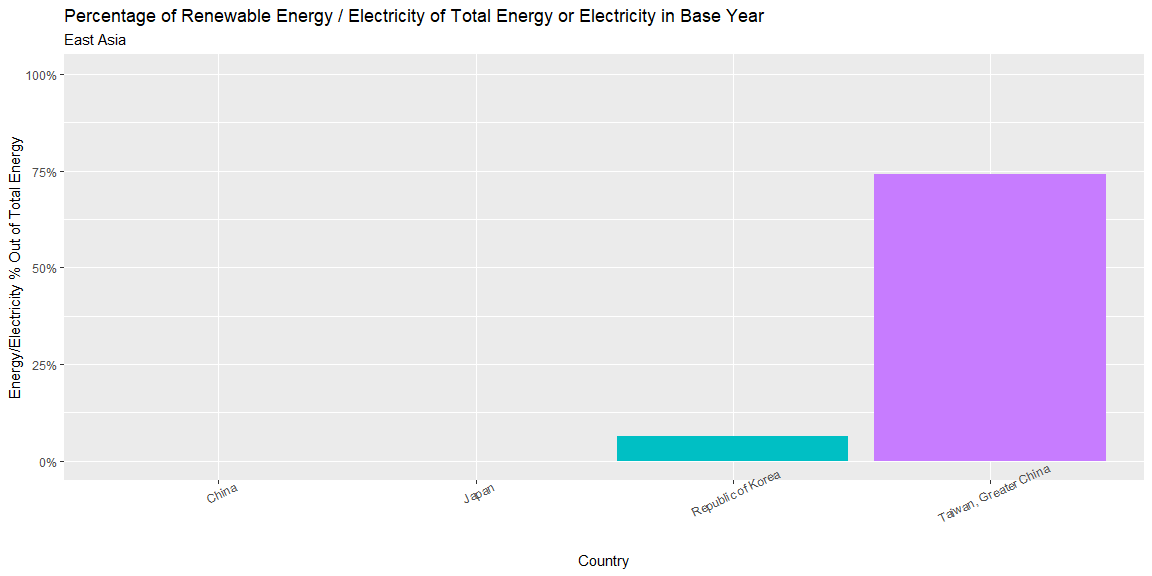 Percentage of Renewable Energy / Electricity of Total Energy or Electricity in Base Year
East Asia
Energy/Electricity % Out of Total Energy
100%
75%
50%
25%
0%
China
Japan
Republic of Korea
Taiwan, Greater China
Country